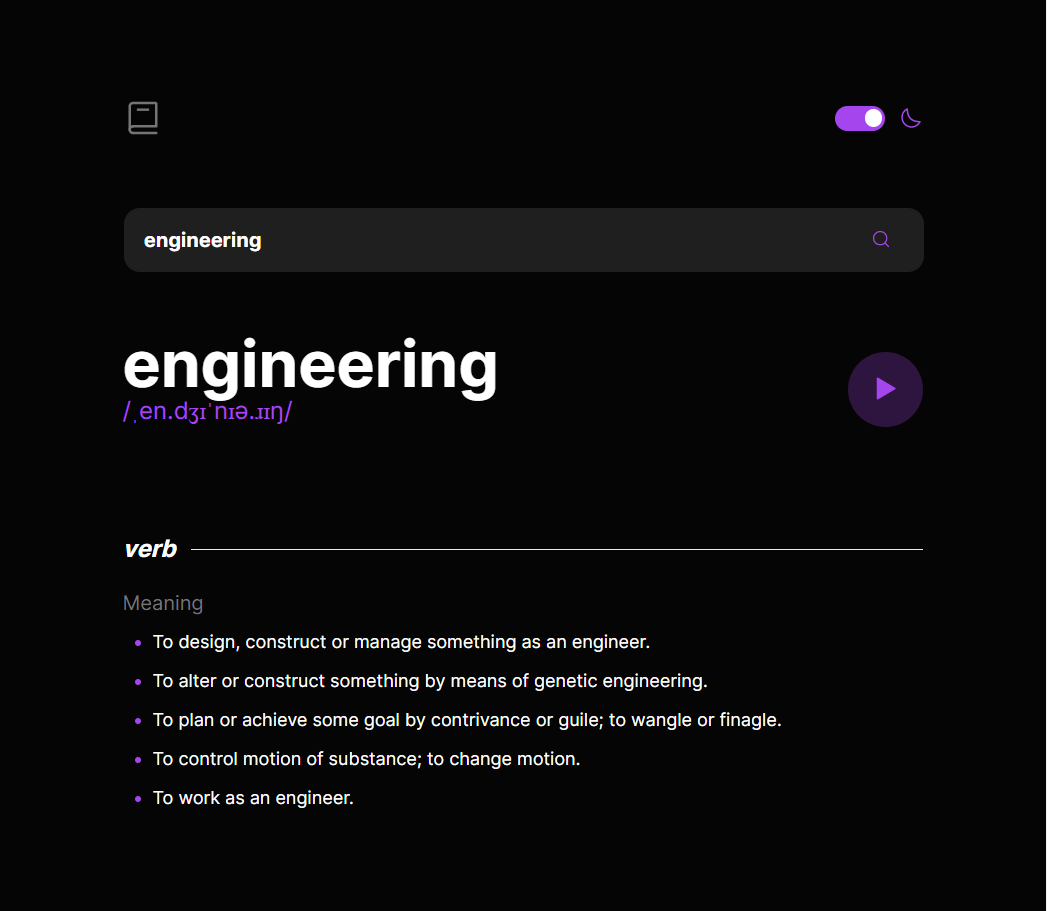 engineering
engineering
/ˌen.dʒɪˈnɪə.ɹɪŋ/
verb
Meaning
To design, construct or manage something as an engineer.
To alter or construct something by means of genetic engineering.
To plan or achieve some goal by contrivance or guile; to wangle or finagle.
To control motion of substance; to change motion.
To work as an engineer.